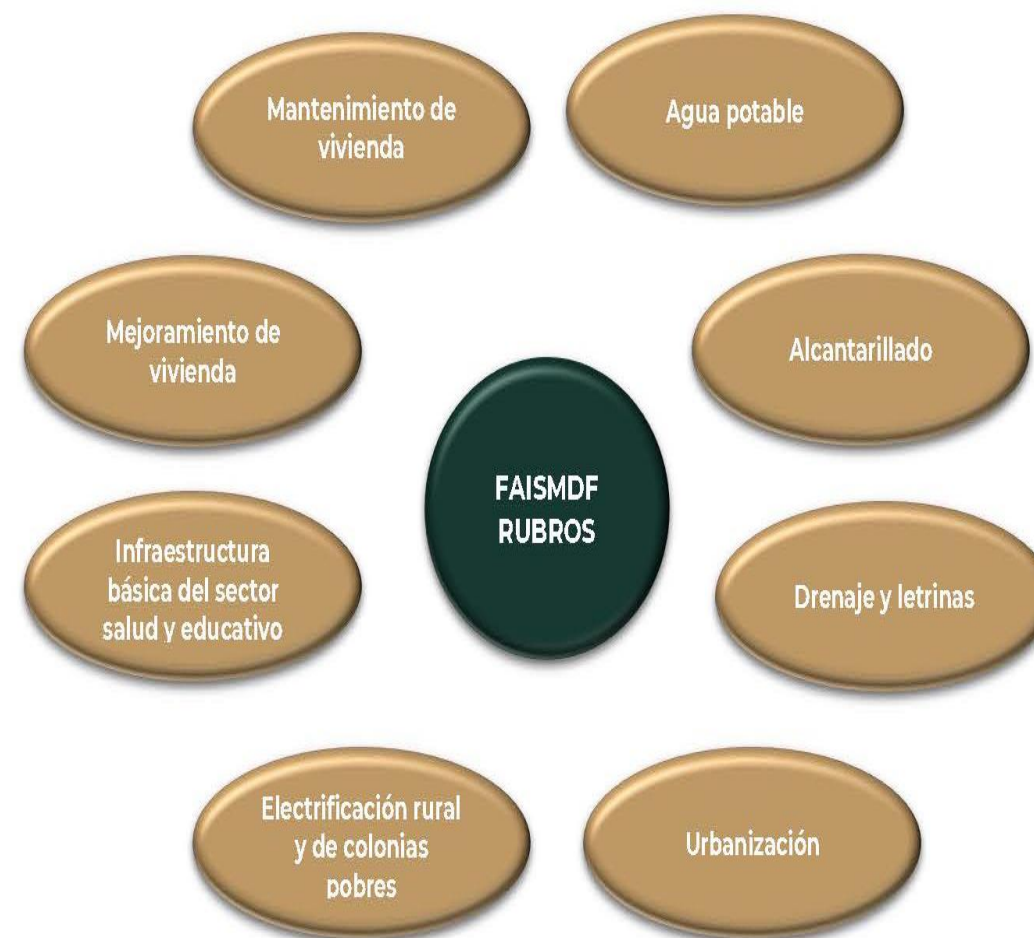 Mantenimiento de
vivienda
Agua potable
Mejoramiento de
vivienda
Alcantarillado
FAISMDF
RUBROS
Infraestructura
básica del sector
salud y educativo
Drenaje y letrinas
Electrificación rural
y de colonias
pobres
Urbanización